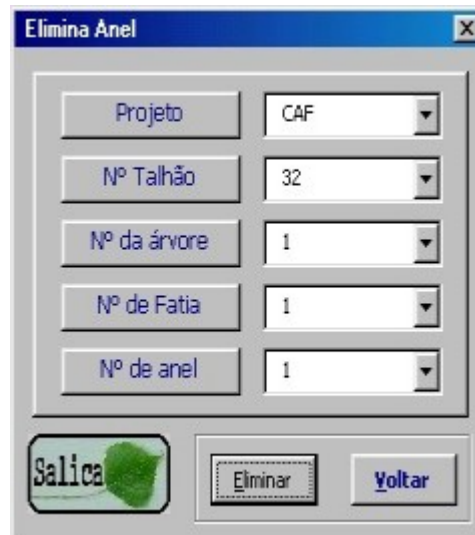 Elimina Anel
Projeto CAF
Nº Talhão 32
Nº da árvore 1
Nº de Fatia 1
Nº de anel 1
Salica Eliminar Voltar